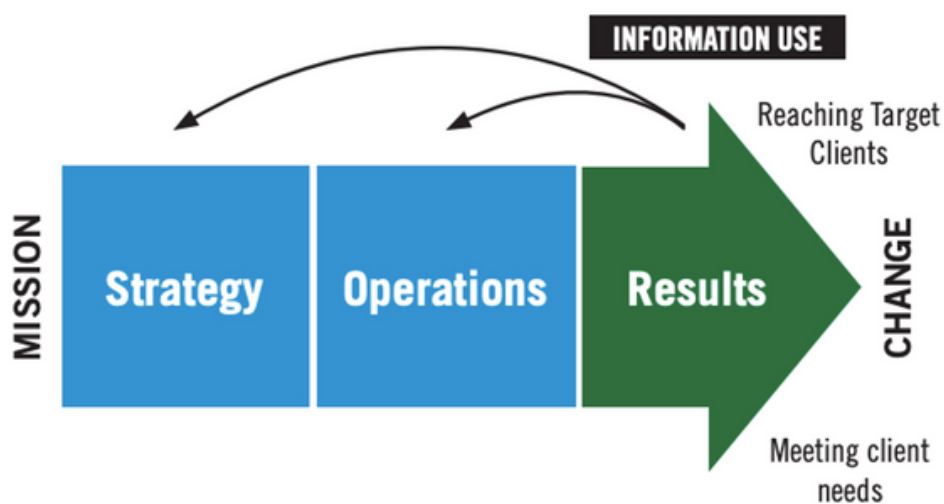 INFORMATION USE
Reaching Target
Clients
MISSION
Strategy
Operations
Results
CHANGE
Meeting client
needs